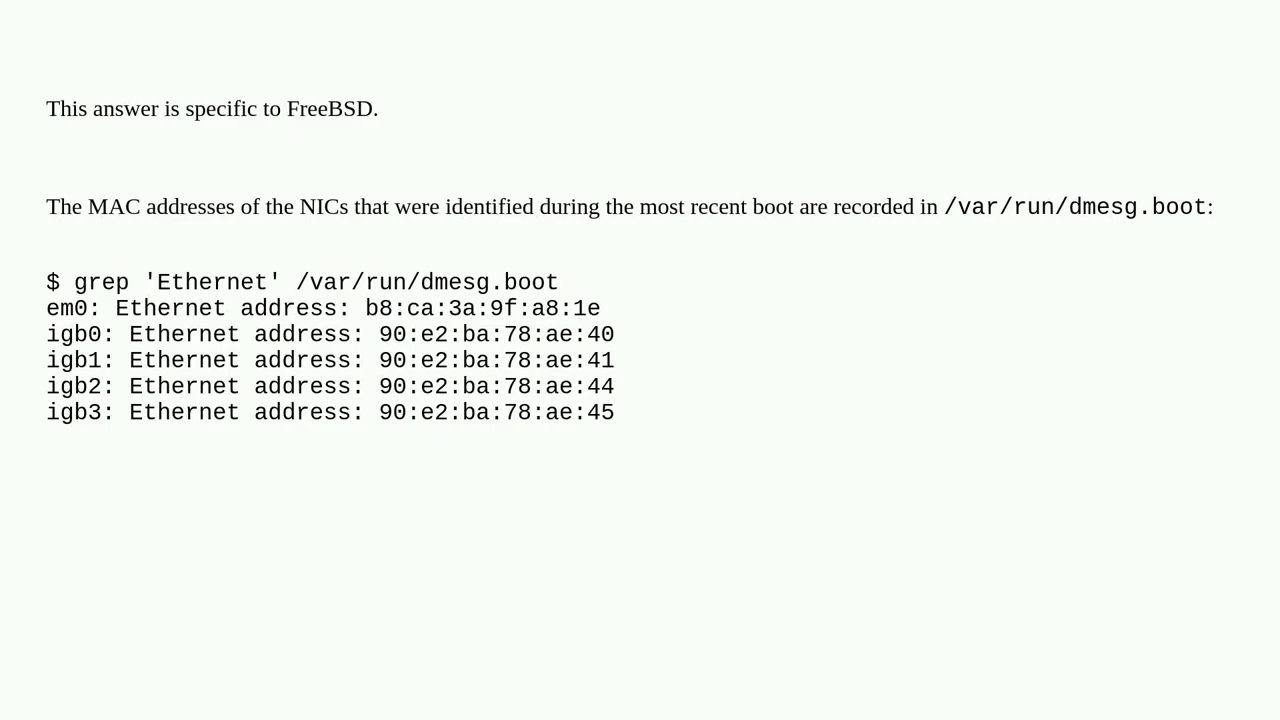 This answer is specific to FreeBSD.
The MAC addresses of the NICs that were identified during the most recent boot are recorded in /var/run/dmesg.boot:
$ grep 'Ethernet' /var/run/dmesg.boot
em0: Ethernet address: b8:ca:3a:9f:a8:1e
igb0: Ethernet address: 90:e2:ba:78:ae:40
igb1: Ethernet address: 90:e2:ba:78:ae:41
igb2: Ethernet address: 90:e2:ba:78:ae:44
igb3: Ethernet address: 90:e2:ba:78:ae:45